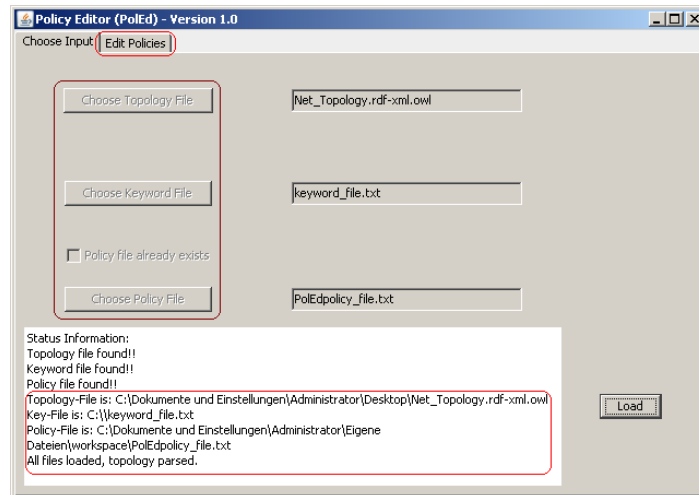 Policy Editor (PolEd) - Version 1.0
Choose Input Edit Policies
Choose Topology File Net_Topology.rdf-xml.owl
Choose Keyword File keyword_file.txt
Policy file already exists
Choose Policy File PolEdpolicy_file.txt
Status Information:
Topology file found!!
Keyword file found!!
Policy file found!!
Topology-File is: C:\Dokumente und Einstellungen\Administrator\Desktop\Net_Topology.rdf-xml.owl
Key-File is: C:\\keyword_file.txt
Policy-File is: C:\Dokumente und Einstellungen\Administrator\Eigene
Dateien\workspace\PolEdpolicy_file.txt
All files loaded, topology parsed.
Load